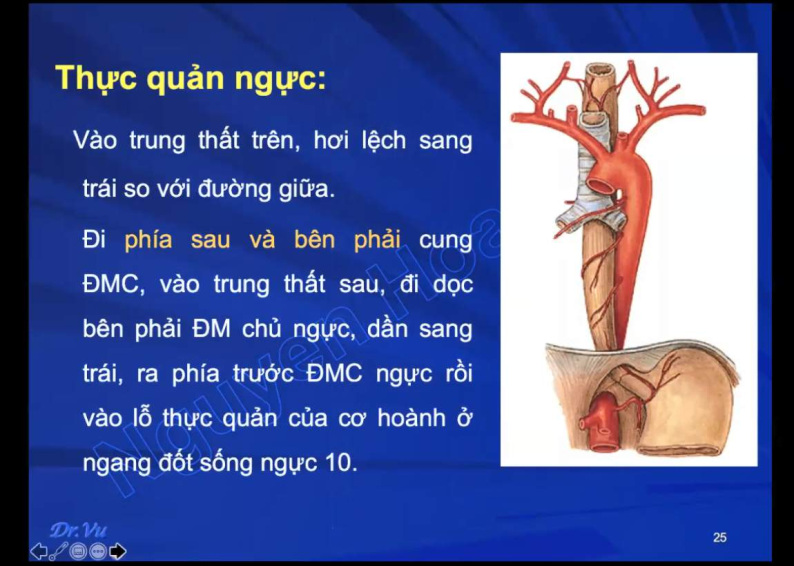 Thực quản ngực:
Vào trung thất trên, hơi lệch sang
trái so với đường giữa.
Đi phía sau và bên phải cung
ĐMC, vào trung thất sau, đi dọc
bên phải ĐM chủ ngực, dần sang
trái, ra phía trước ĐMC ngực rồi
vào lỗ thực quản của cơ hoành ở
ngang đốt sống ngực 10.
Nguyen Hoa
Dr.Vu
25